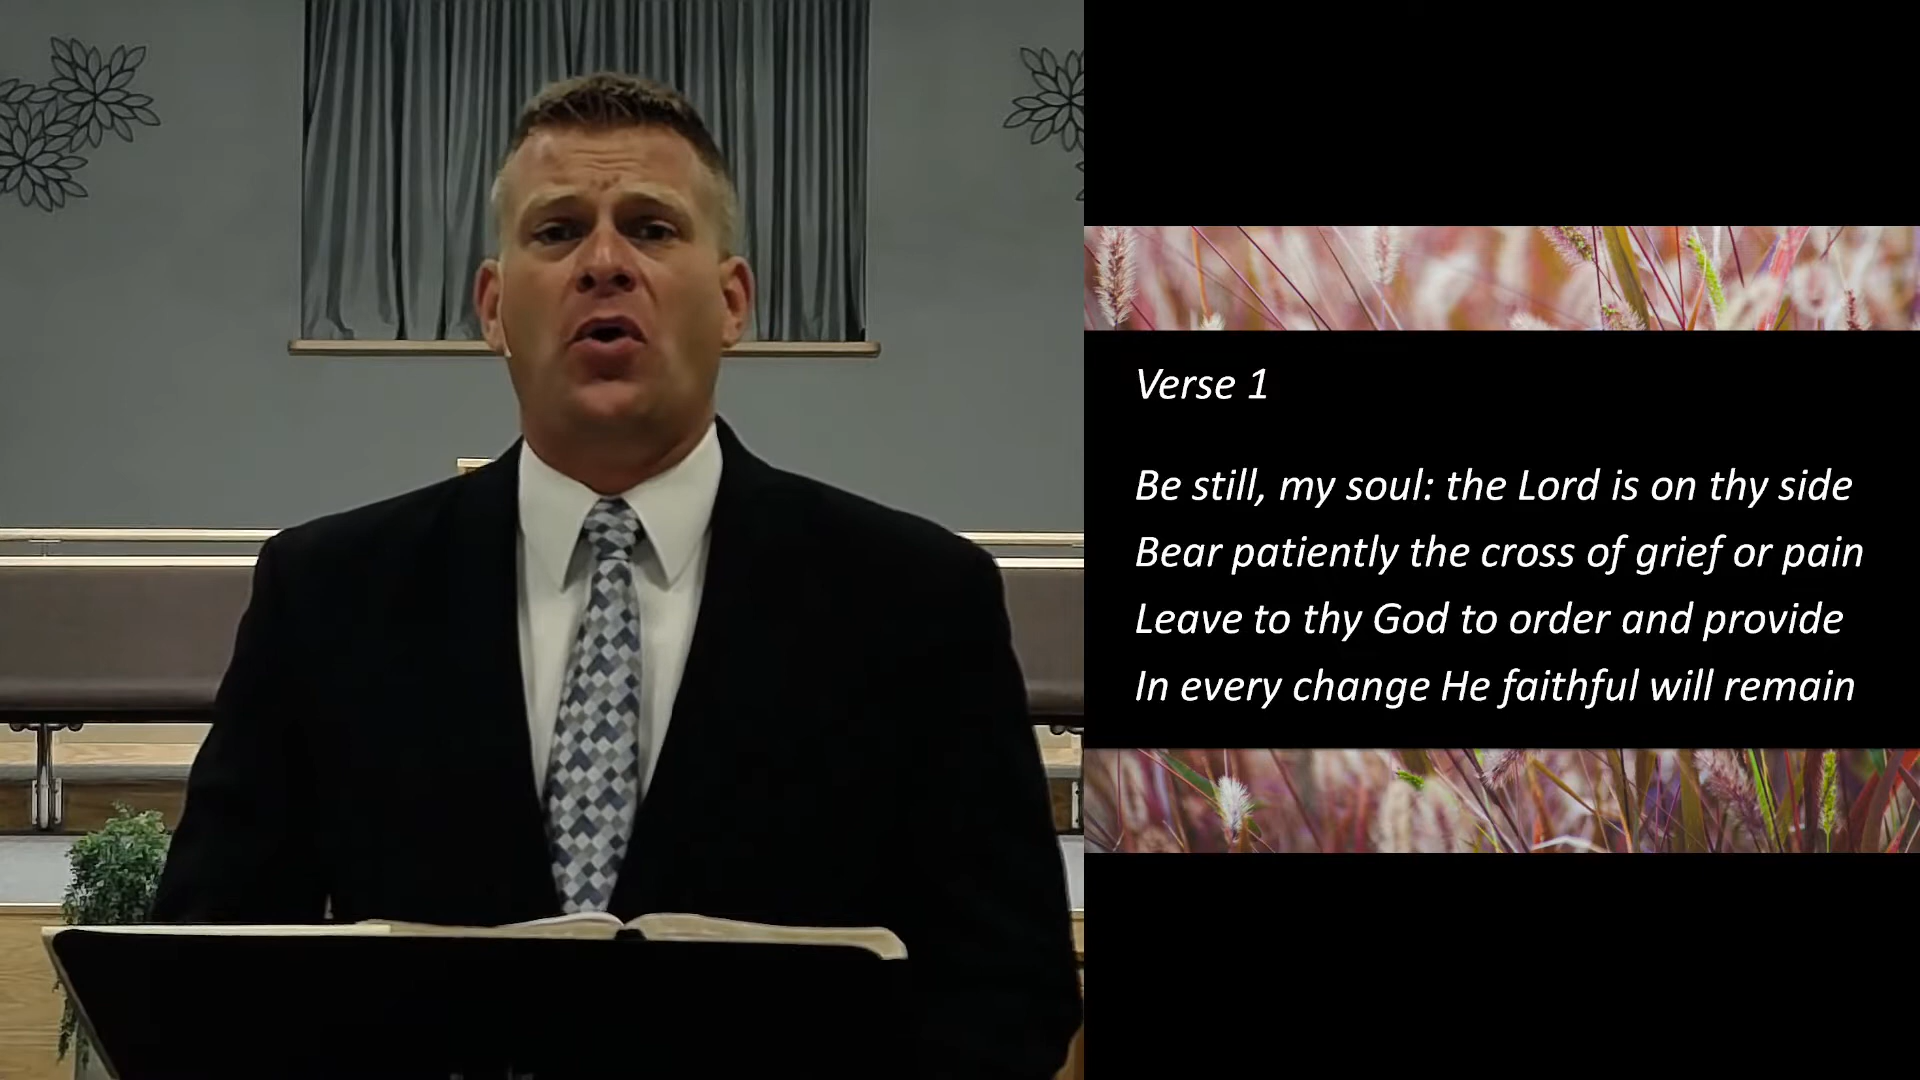 Verse 1
Be still, my soul: the Lord is on thy side
Bear patiently the cross of grief or pain
Leave to thy God to order and provide
In every change He faithful will remain